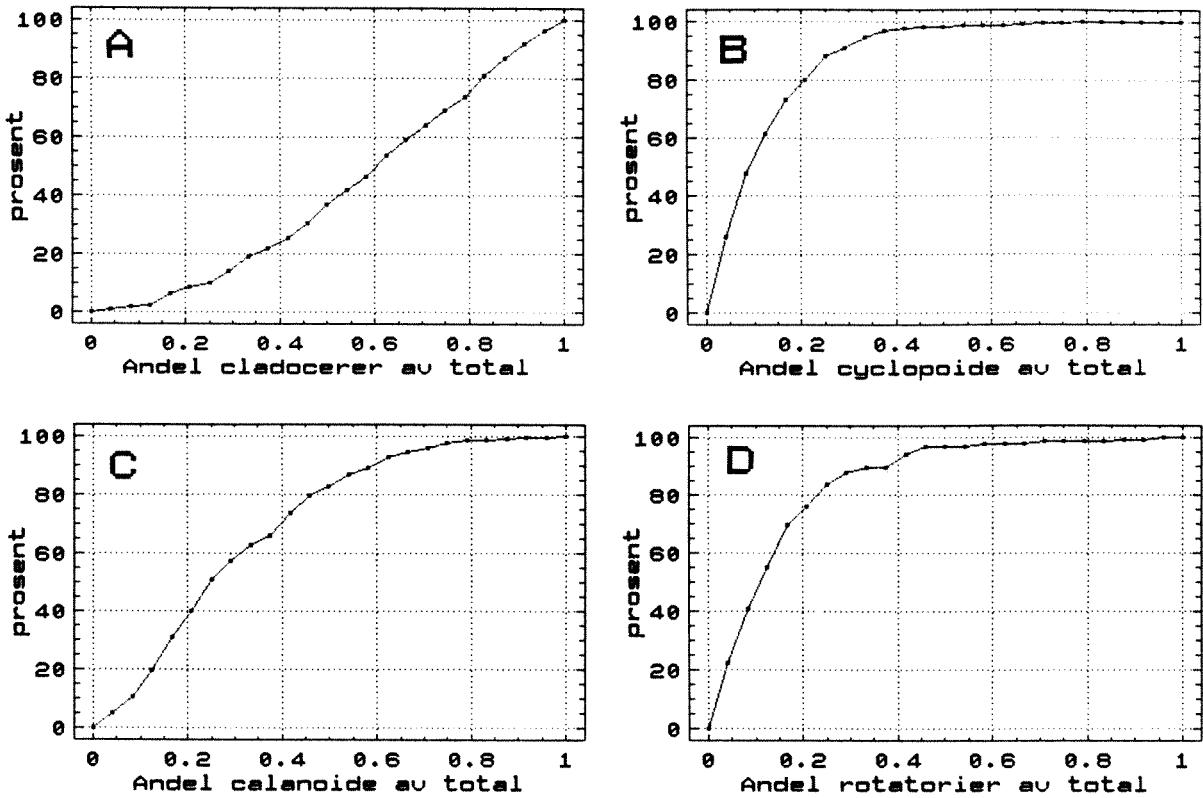 A
prosent
100
80
60
40
20
0
0 0.2 0.4 0.6 0.8 1
Andel cladocerer av total
B
prosent
100
80
60
40
20
0
0 0.2 0.4 0.6 0.8 1
Andel cyclopoide av total
C
prosent
100
80
60
40
20
0
0 0.2 0.4 0.6 0.8 1
Andel calanoide av total
D
prosent
100
80
60
40
20
0
0 0.2 0.4 0.6 0.8 1
Andel rotatorier av total